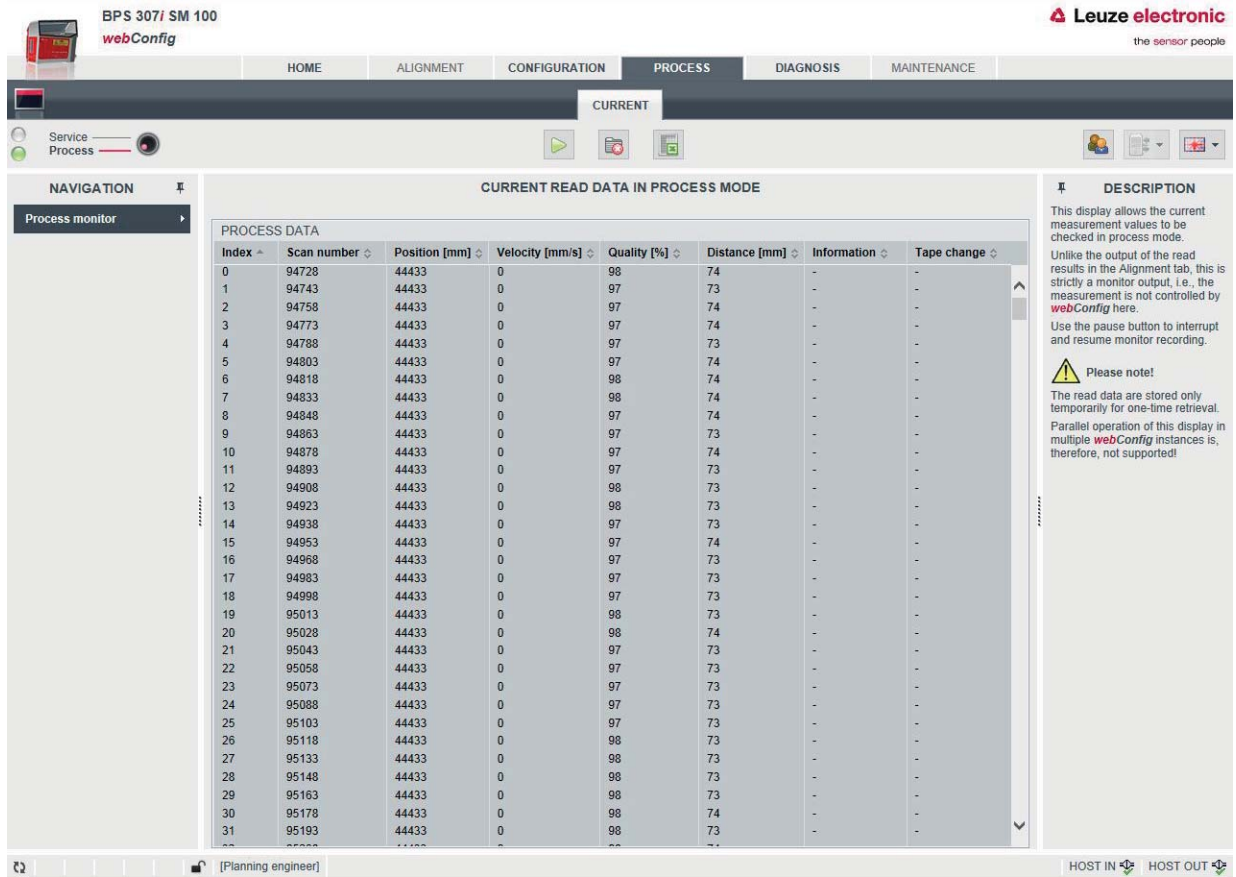 BPS 307i SM 100
webConfig
Leuze electronic
the sensor people
HOME ALIGNMENT CONFIGURATION PROCESS DIAGNOSIS MAINTENANCE
CURRENT
Service
Process
NAVIGATION
Process monitor
CURRENT READ DATA IN PROCESS MODE
PROCESS DATA
Index Scan number Position [mm] Velocity [mm/s] Quality [%] Distance [mm] Information Tape change
0 94728 44433 0 98 74 - -
1 94743 44433 0 97 73 - -
2 94758 44433 0 97 74 - -
3 94773 44433 0 97 74 - -
4 94788 44433 0 97 73 - -
5 94803 44433 0 97 74 - -
6 94818 44433 0 98 74 - -
7 94833 44433 0 98 74 - -
8 94848 44433 0 97 74 - -
9 94863 44433 0 97 73 - -
10 94878 44433 0 97 74 - -
11 94893 44433 0 97 73 - -
12 94908 44433 0 98 73 - -
13 94923 44433 0 98 73 - -
14 94938 44433 0 97 73 - -
15 94953 44433 0 97 74 - -
16 94968 44433 0 97 73 - -
17 94983 44433 0 97 73 - -
18 94998 44433 0 97 73 - -
19 95013 44433 0 98 73 - -
20 95028 44433 0 98 74 - -
21 95043 44433 0 97 73 - -
22 95058 44433 0 97 73 - -
23 95073 44433 0 97 73 - -
24 95088 44433 0 97 73 - -
25 95103 44433 0 97 73 - -
26 95118 44433 0 98 73 - -
27 95133 44433 0 98 73 - -
28 95148 44433 0 98 73 - -
29 95163 44433 0 98 73 - -
30 95178 44433 0 98 74 - -
31 95193 44433 0 98 73 - -
DESCRIPTION
This display allows the current
measurement values to be
checked in process mode.
Unlike the output of the read
results in the Alignment tab, this is
strictly a monitor output, i.e., the
measurement is not controlled by
webConfig here.
Use the pause button to interrupt
and resume monitor recording.
Please note!
The read data are stored only
temporarily for one-time retrieval.
Parallel operation of this display in
multiple webConfig instances is,
therefore, not supported!
[Planning engineer]
HOST IN HOST OUT